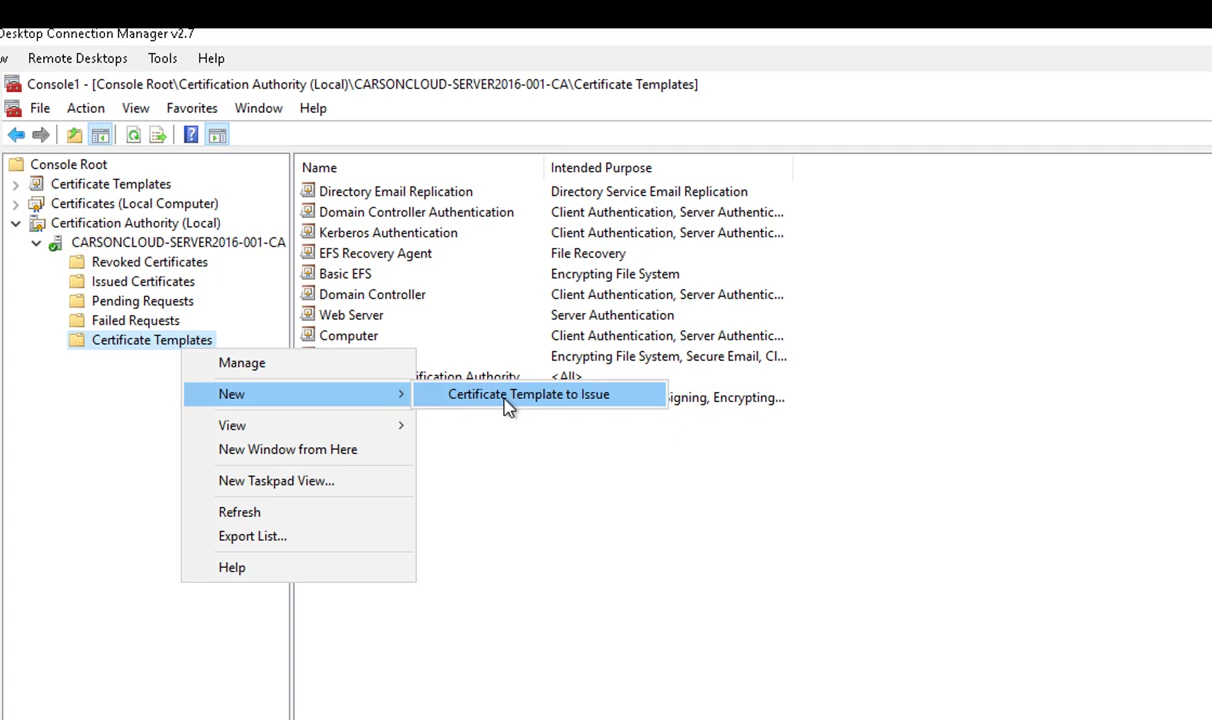 Desktop Connection Manager v2.7
w Remote Desktops Tools Help
Console1 - [Console Root\Certification Authority (Local)\CARSONCLOUD-SERVER2016-001-CA\Certificate Templates]
File Action View Favorites Window Help
Console Root
Certificate Templates
Certificates (Local Computer)
Certification Authority (Local)
CARSONCLOUD-SERVER2016-001-CA
Revoked Certificates
Issued Certificates
Pending Requests
Failed Requests
Certificate Templates
Name Intended Purpose
Directory Email Replication Directory Service Email Replication
Domain Controller Authentication Client Authentication, Server Authentic...
Kerberos Authentication Client Authentication, Server Authentic...
EFS Recovery Agent File Recovery
Basic EFS Encrypting File System
Domain Controller Client Authentication, Server Authentic...
Web Server Server Authentication
Computer Client Authentication, Server Authentic...
Encrypting File System, Secure Email, Cl...
ification Authority <All>
igning, Encrypting...
Manage
New
Certificate Template to Issue
View
New Window from Here
New Taskpad View...
Refresh
Export List...
Help